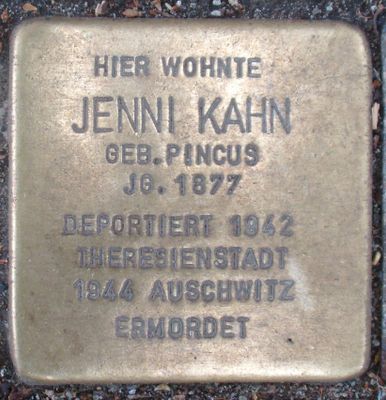 HIER WOHNTE
JENNI KAHN
GEB. PINCUS
JG. 1877
DEPORTIERT 1942
THERESIENSTADT
1944 AUSCHWITZ
ERMORDET